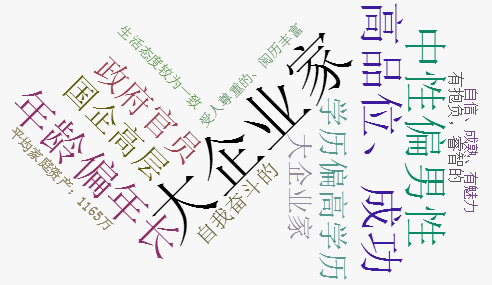 生活态度较为一致
受人尊重的、阅历丰富
政府官员
国企高层
年龄偏年长
平均家庭资产：1165万
大企业家
自我奋斗的
大企业家
学历偏高学历
高品位、成功
中性偏男性
自信、成熟、有魅力
有抱负，睿智的